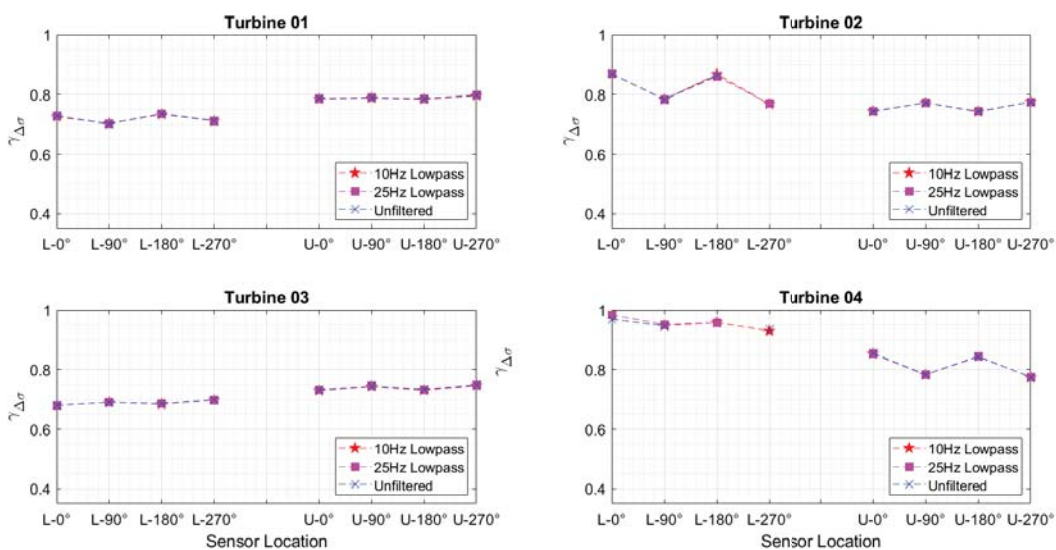 Turbine 01
1
0.8
0.6
0.4
γΔσ
10Hz Lowpass
25Hz Lowpass
Unfiltered
L-0° L-90° L-180° L-270° U-0° U-90° U-180° U-270°
Turbine 02
1
0.8
0.6
0.4
γΔσ
10Hz Lowpass
25Hz Lowpass
Unfiltered
L-0° L-90° L-180° L-270° U-0° U-90° U-180° U-270°
Turbine 03
1
0.8
0.6
0.4
γΔσ
10Hz Lowpass
25Hz Lowpass
Unfiltered
L-0° L-90° L-180° L-270° U-0° U-90° U-180° U-270°
Sensor Location
Turbine 04
1
0.8
0.6
0.4
γΔσ
10Hz Lowpass
25Hz Lowpass
Unfiltered
L-0° L-90° L-180° L-270° U-0° U-90° U-180° U-270°
Sensor Location